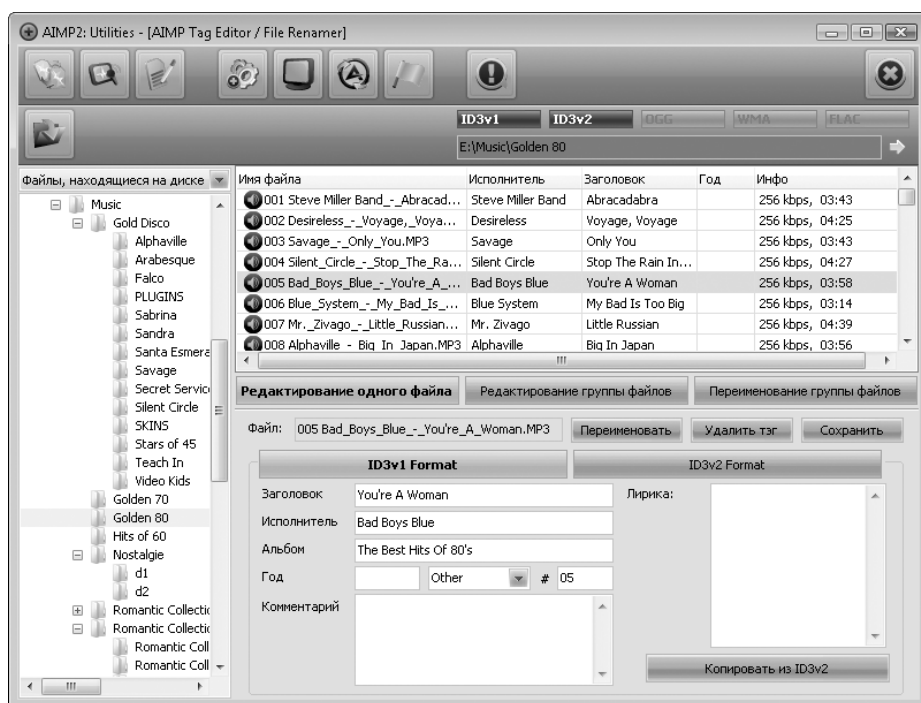 AIMP2: Utilities - [AIMP Tag Editor / File Renamer]
ID3v1 ID3v2 OGG WMA FLAC
E:\Music\Golden 80
Файлы, находящиеся на диске
Music
Gold Disco
Alphaville
Arabesque
Falco
PLUGINS
Sabrina
Sandra
Santa Esmera
Savage
Secret Servic
Silent Circle
SKINS
Stars of 45
Teach In
Video Kids
Golden 70
Golden 80
Hits of 60
Nostalgie
d1
d2
Romantic Collectic
Romantic Collectic
Romantic Coll
Romantic Coll
Имя файла Исполнитель Заголовок Год Инфо
001 Steve Miller Band_-_Abracad... Steve Miller Band Abracadabra 256 kbps, 03:43
002 Desireless_-_Voyage,_Voya... Desireless Voyage, Voyage 256 kbps, 04:25
003 Savage_-_Only_You.MP3 Savage Only You 256 kbps, 03:43
004 Silent_Circle_-_Stop_The_Ra... Silent Circle Stop The Rain In... 256 kbps, 04:27
005 Bad_Boys_Blue_-_You're_A_... Bad Boys Blue You're A Woman 256 kbps, 03:58
006 Blue_System_-_My_Bad_Is_... Blue System My Bad Is Too Big 256 kbps, 03:14
007 Mr._Zivago_-_Little_Russian... Mr. Zivago Little Russian 256 kbps, 04:39
008 Alphaville - Big In Japan.MP3 Alphaville Big In Japan 256 kbps, 03:56
Редактирование одного файла Редактирование группы файлов Переименование группы файлов
Файл: 005 Bad_Boys_Blue_-_You're_A_Woman.MP3 Переименовать Удалить тэг Сохранить
ID3v1 Format ID3v2 Format
Заголовок You're A Woman Лирика:
Исполнитель Bad Boys Blue
Альбом The Best Hits Of 80's
Год Other # 05
Комментарий
Копировать из ID3v2